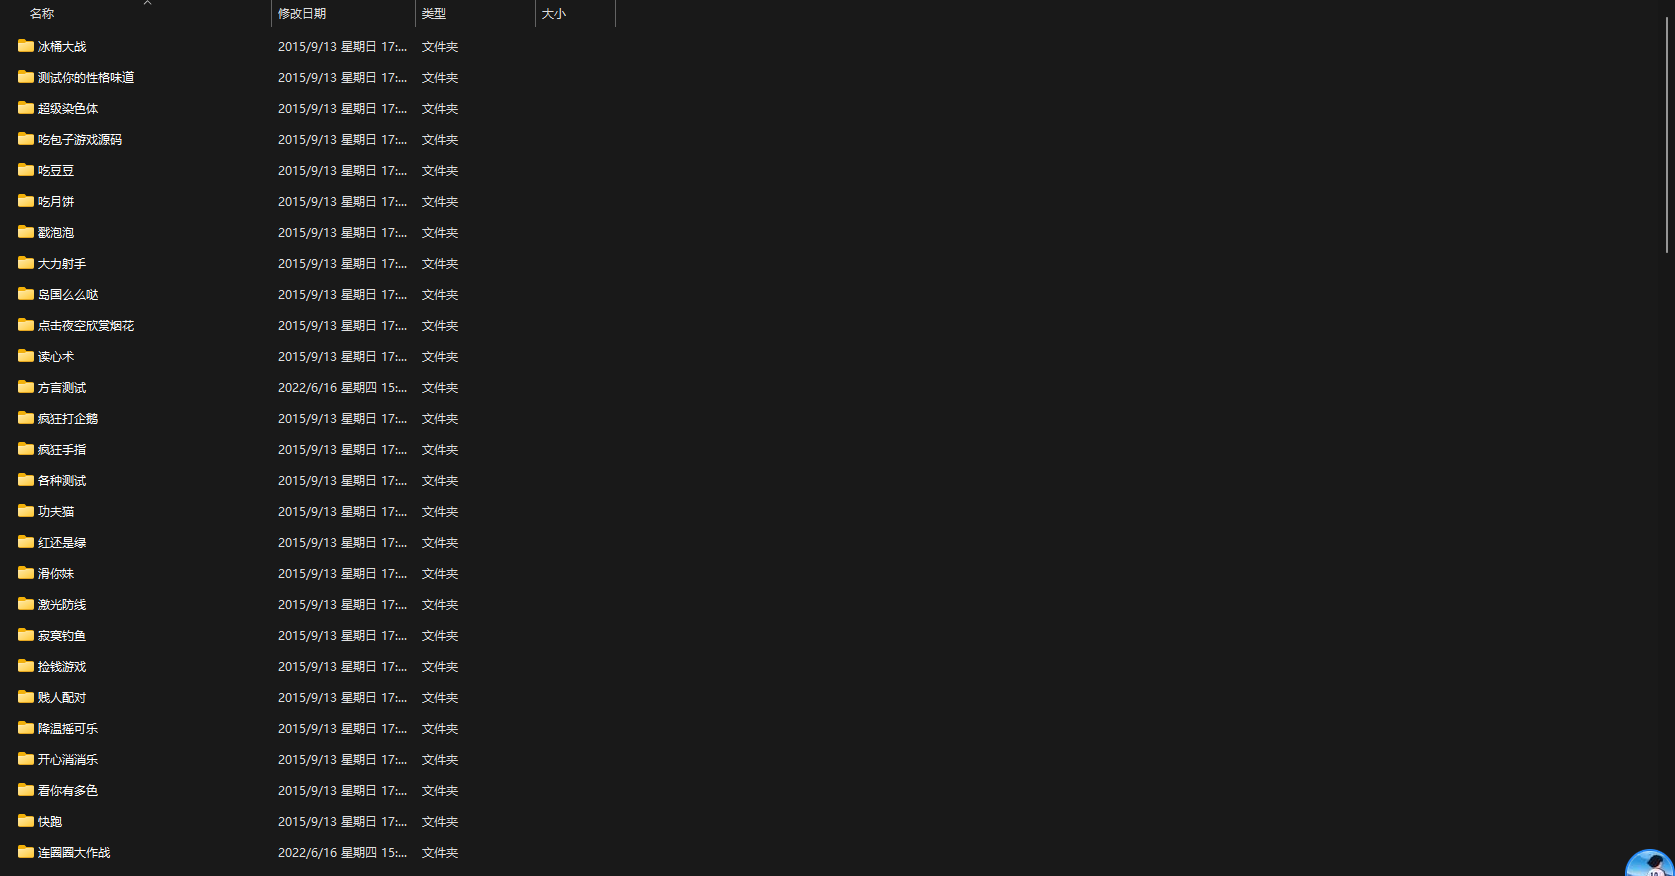 名称 修改日期 类型 大小
冰桶大战 2015/9/13 星期日 17:... 文件夹
测试你的性格味道 2015/9/13 星期日 17:... 文件夹
超级染色体 2015/9/13 星期日 17:... 文件夹
吃包子游戏源码 2015/9/13 星期日 17:... 文件夹
吃豆豆 2015/9/13 星期日 17:... 文件夹
吃月饼 2015/9/13 星期日 17:... 文件夹
戳泡泡 2015/9/13 星期日 17:... 文件夹
大力射手 2015/9/13 星期日 17:... 文件夹
岛国么么哒 2015/9/13 星期日 17:... 文件夹
点击夜空欣赏烟花 2015/9/13 星期日 17:... 文件夹
读心术 2015/9/13 星期日 17:... 文件夹
方言测试 2022/6/16 星期四 15:... 文件夹
疯狂打企鹅 2015/9/13 星期日 17:... 文件夹
疯狂手指 2015/9/13 星期日 17:... 文件夹
各种测试 2015/9/13 星期日 17:... 文件夹
功夫猫 2015/9/13 星期日 17:... 文件夹
红还是绿 2015/9/13 星期日 17:... 文件夹
滑你妹 2015/9/13 星期日 17:... 文件夹
激光防线 2015/9/13 星期日 17:... 文件夹
寂寞钓鱼 2015/9/13 星期日 17:... 文件夹
捡钱游戏 2015/9/13 星期日 17:... 文件夹
贱人配对 2015/9/13 星期日 17:... 文件夹
降温摇可乐 2015/9/13 星期日 17:... 文件夹
开心消消乐 2015/9/13 星期日 17:... 文件夹
看你有多色 2015/9/13 星期日 17:... 文件夹
快跑 2015/9/13 星期日 17:... 文件夹
连圈圈大作战 2022/6/16 星期四 15:... 文件夹